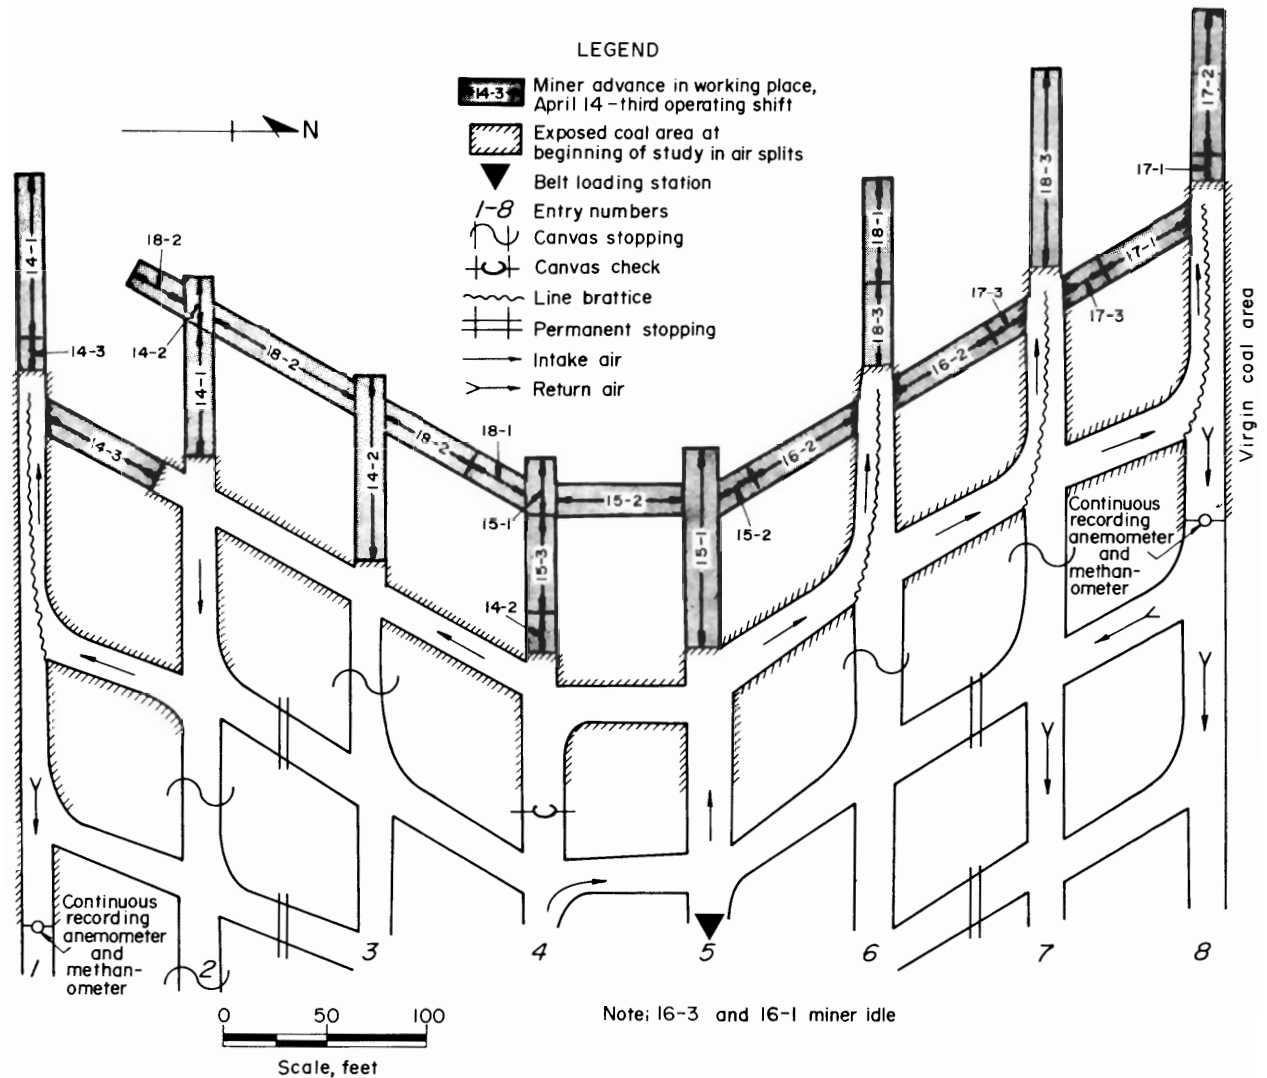 LEGEND
14-3 Miner advance in working place,
April 14-third operating shift
Exposed coal area at
beginning of study in air splits
Belt loading station
1-8 Entry numbers
Canvas stopping
Canvas check
Line brattice
Permanent stopping
Intake air
Return air
N
17-2
17-1
18-3
17-1
18-1
18-2
14-1
17-3
17-3
18-3
14-3
14-2
18-2
14-1
16-2
14-3
14-2
18-2
18-1
16-2
15-1
15-2
15-2
15-3
15-1
14-2
Virgin coal area
Continuous
recording
anemometer
and
methan-
ometer
Continuous
recording
anemometer
and
methan-
ometer
1
2
3
4
5
6
7
8
Note; 16-3 and 16-1 miner idle
0 50 100
Scale, feet